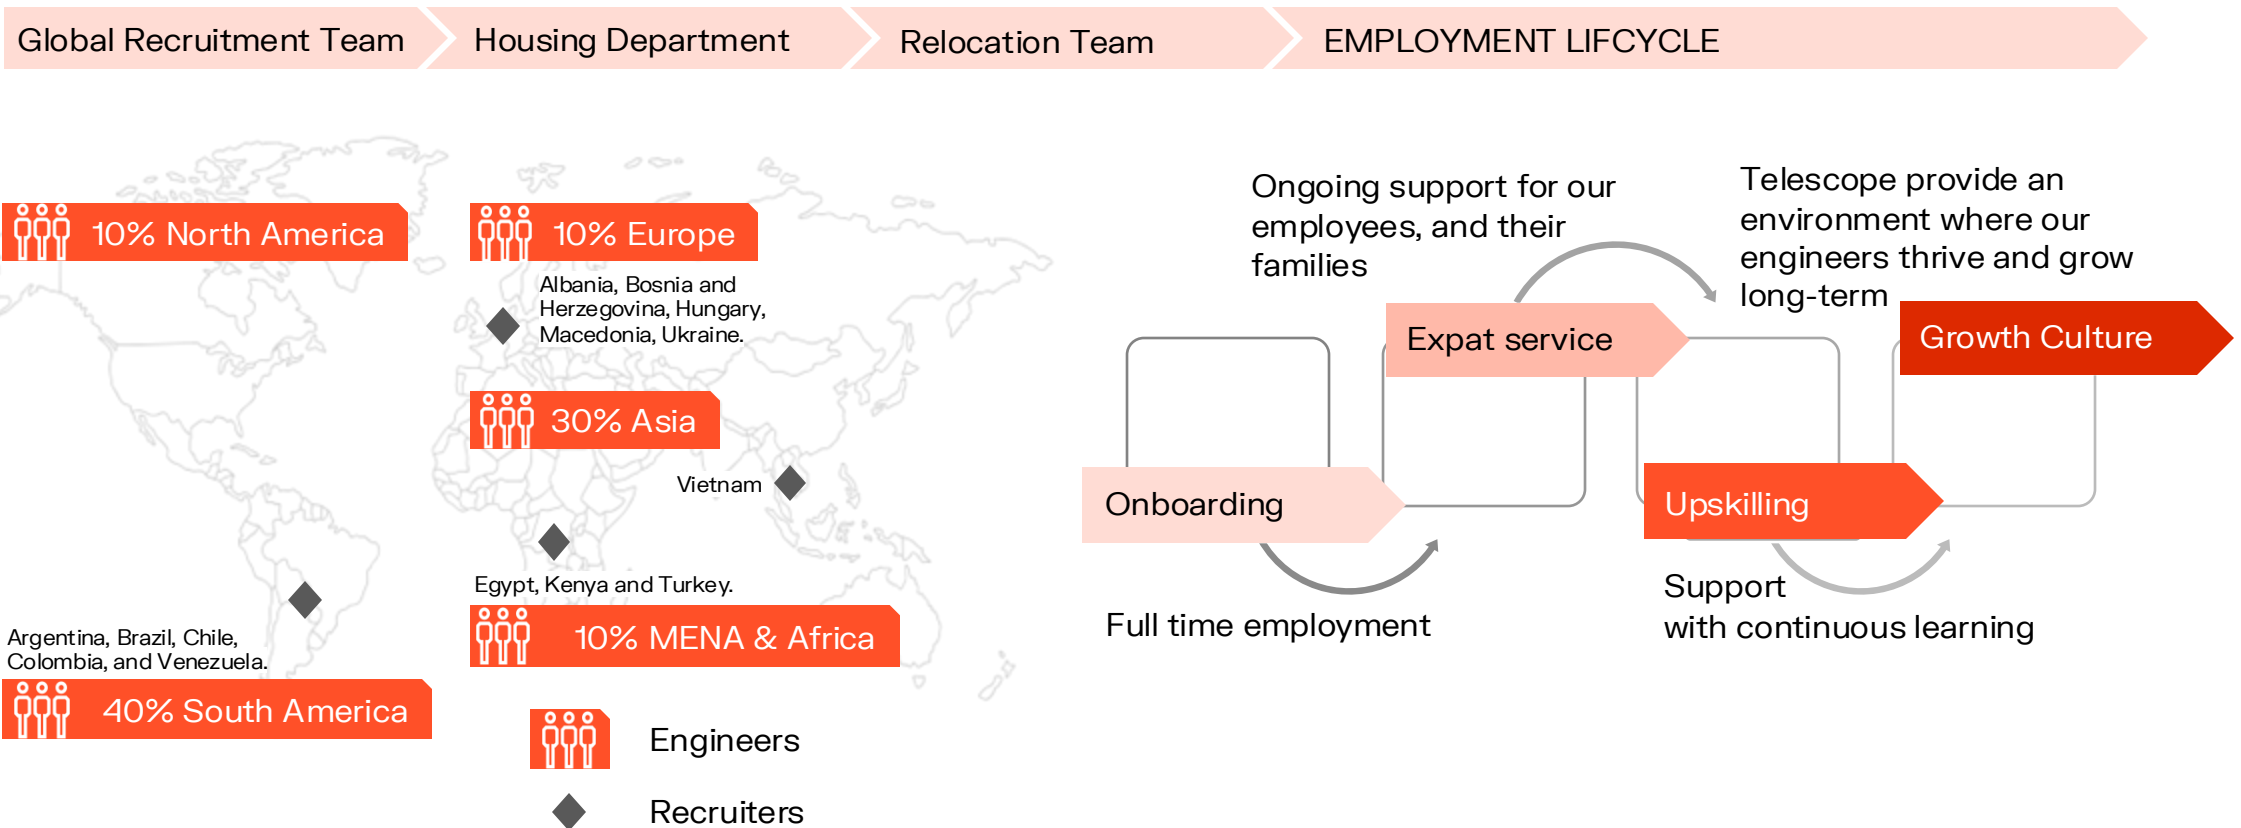 Global Recruitment Team
Housing Department
Relocation Team
EMPLOYMENT LIFCYCLE
10% North America
10% Europe
Albania, Bosnia and
Herzegovina, Hungary,
Macedonia, Ukraine.
30% Asia
Vietnam
Egypt, Kenya and Turkey.
10% MENA & Africa
Argentina, Brazil, Chile,
Colombia, and Venezuela.
40% South America
Engineers
Recruiters
Ongoing support for our
employees, and their
families
Telescope provide an
environment where our
engineers thrive and grow
long-term
Expat service
Growth Culture
Onboarding
Upskilling
Full time employment
Support
with continuous learning